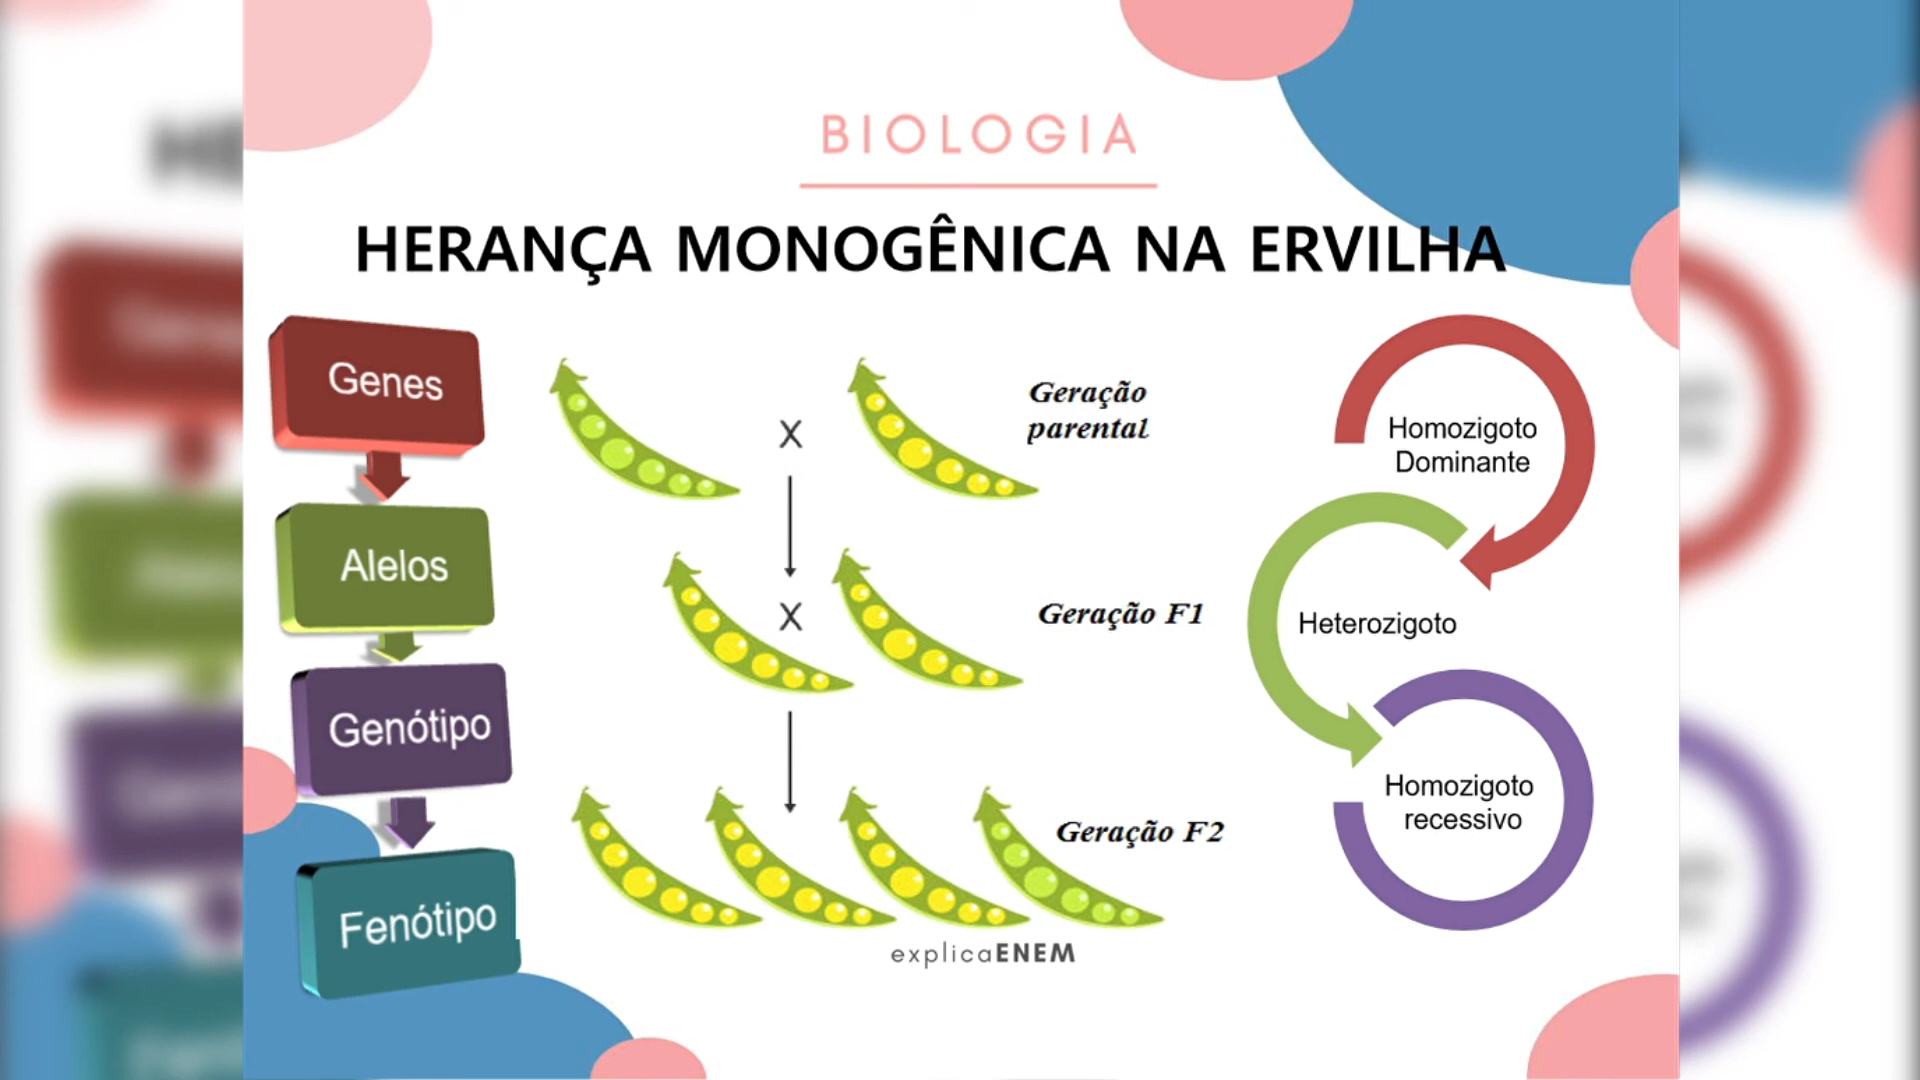 BIOLOGIA
HERANÇA MONOGÊNICA NA ERVILHA
Genes
Alelos
Genótipo
Fenótipo
X
Geração
parental
X
Geração F1
Geração F2
explicaENEM
Homozigoto
Dominante
Heterozigoto
Homozigoto
recessivo